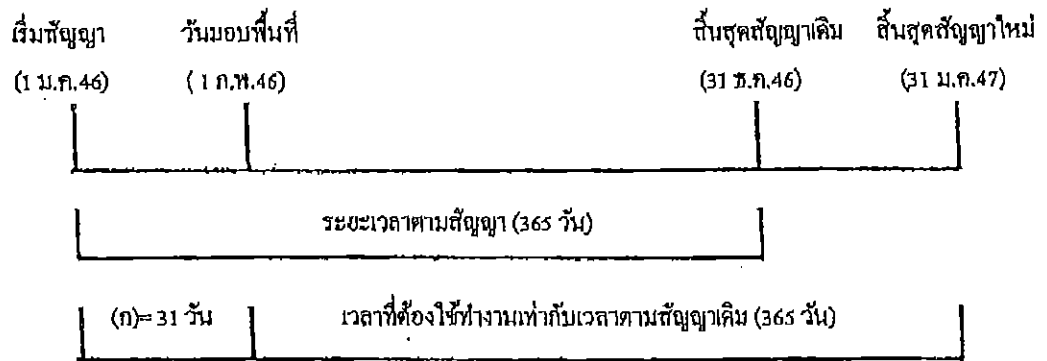 เริ่มสัญญา วันมอบพื้นที่ สิ้นสุดสัญญาเดิม สิ้นสุดสัญญาใหม่
(1 ม.ค.46) (1 ก.พ.46) (31 ธ.ค.46) (31 ม.ค.47)
ระยะเวลาตามสัญญา (365 วัน)
(ก)= 31 วัน เวลาที่ต้องใช้ทำงานเท่ากับเวลาตามสัญญาเดิม (365 วัน)